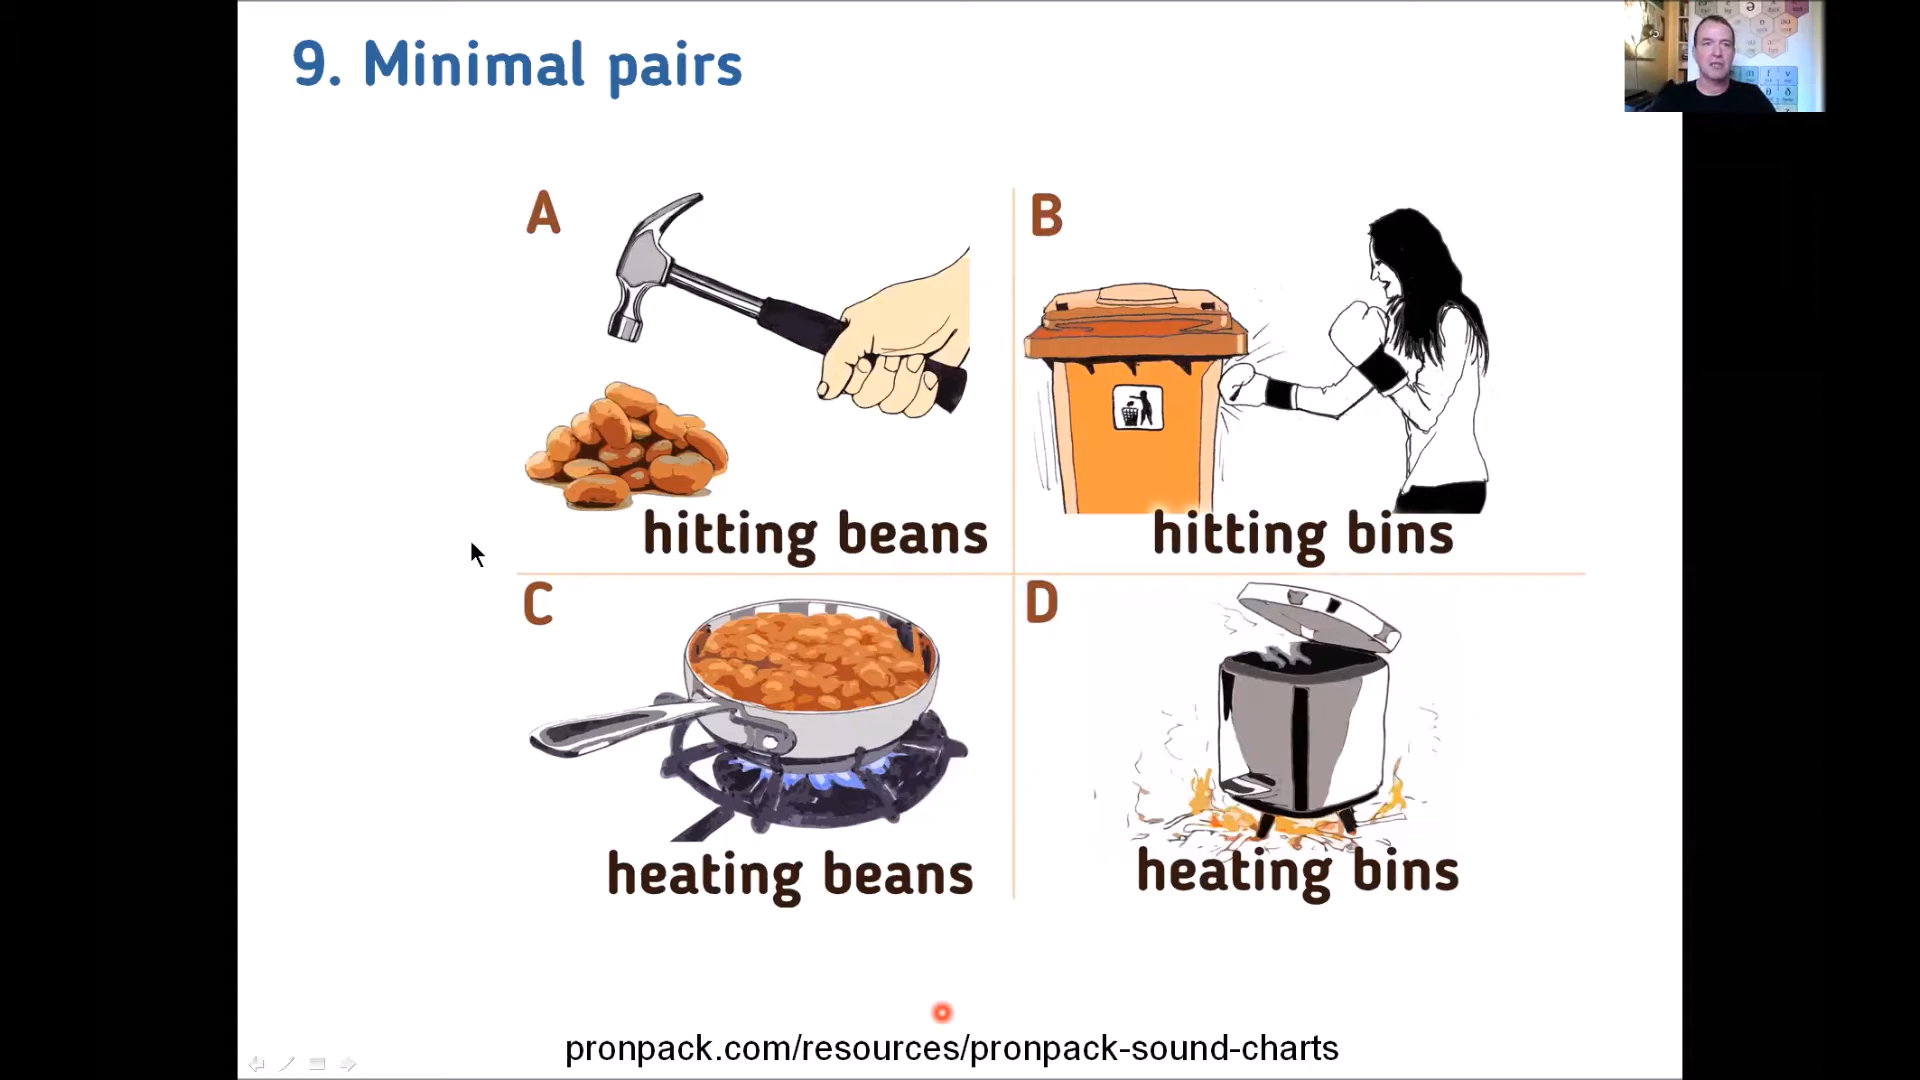 9. Minimal pairs
A
hitting beans
B
hitting bins
C
heating beans
D
heating bins
pronpack.com/resources/pronpack-sound-charts